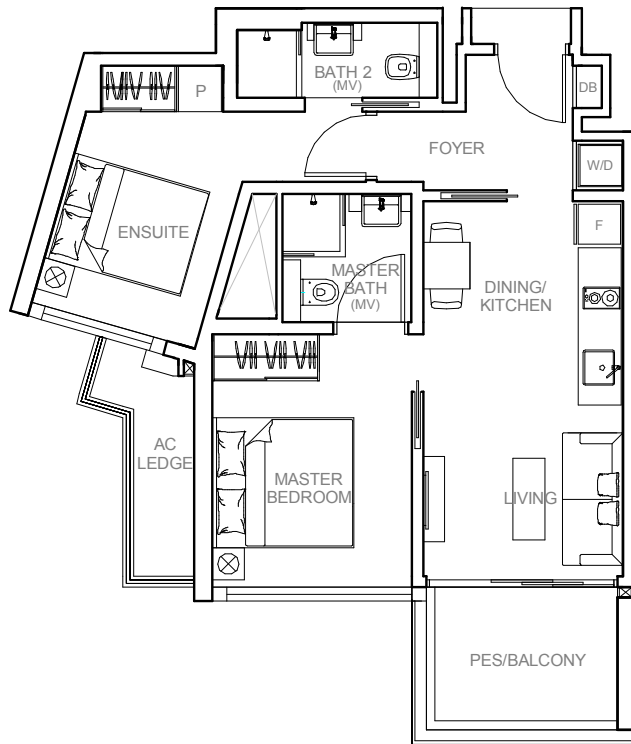 BATH 2
(MV)
P
DB
FOYER
W/D
F
ENSUITE
MASTER
BATH
(MV)
DINING/
KITCHEN
AC
LEDGE
MASTER
BEDROOM
LIVING
PES/BALCONY